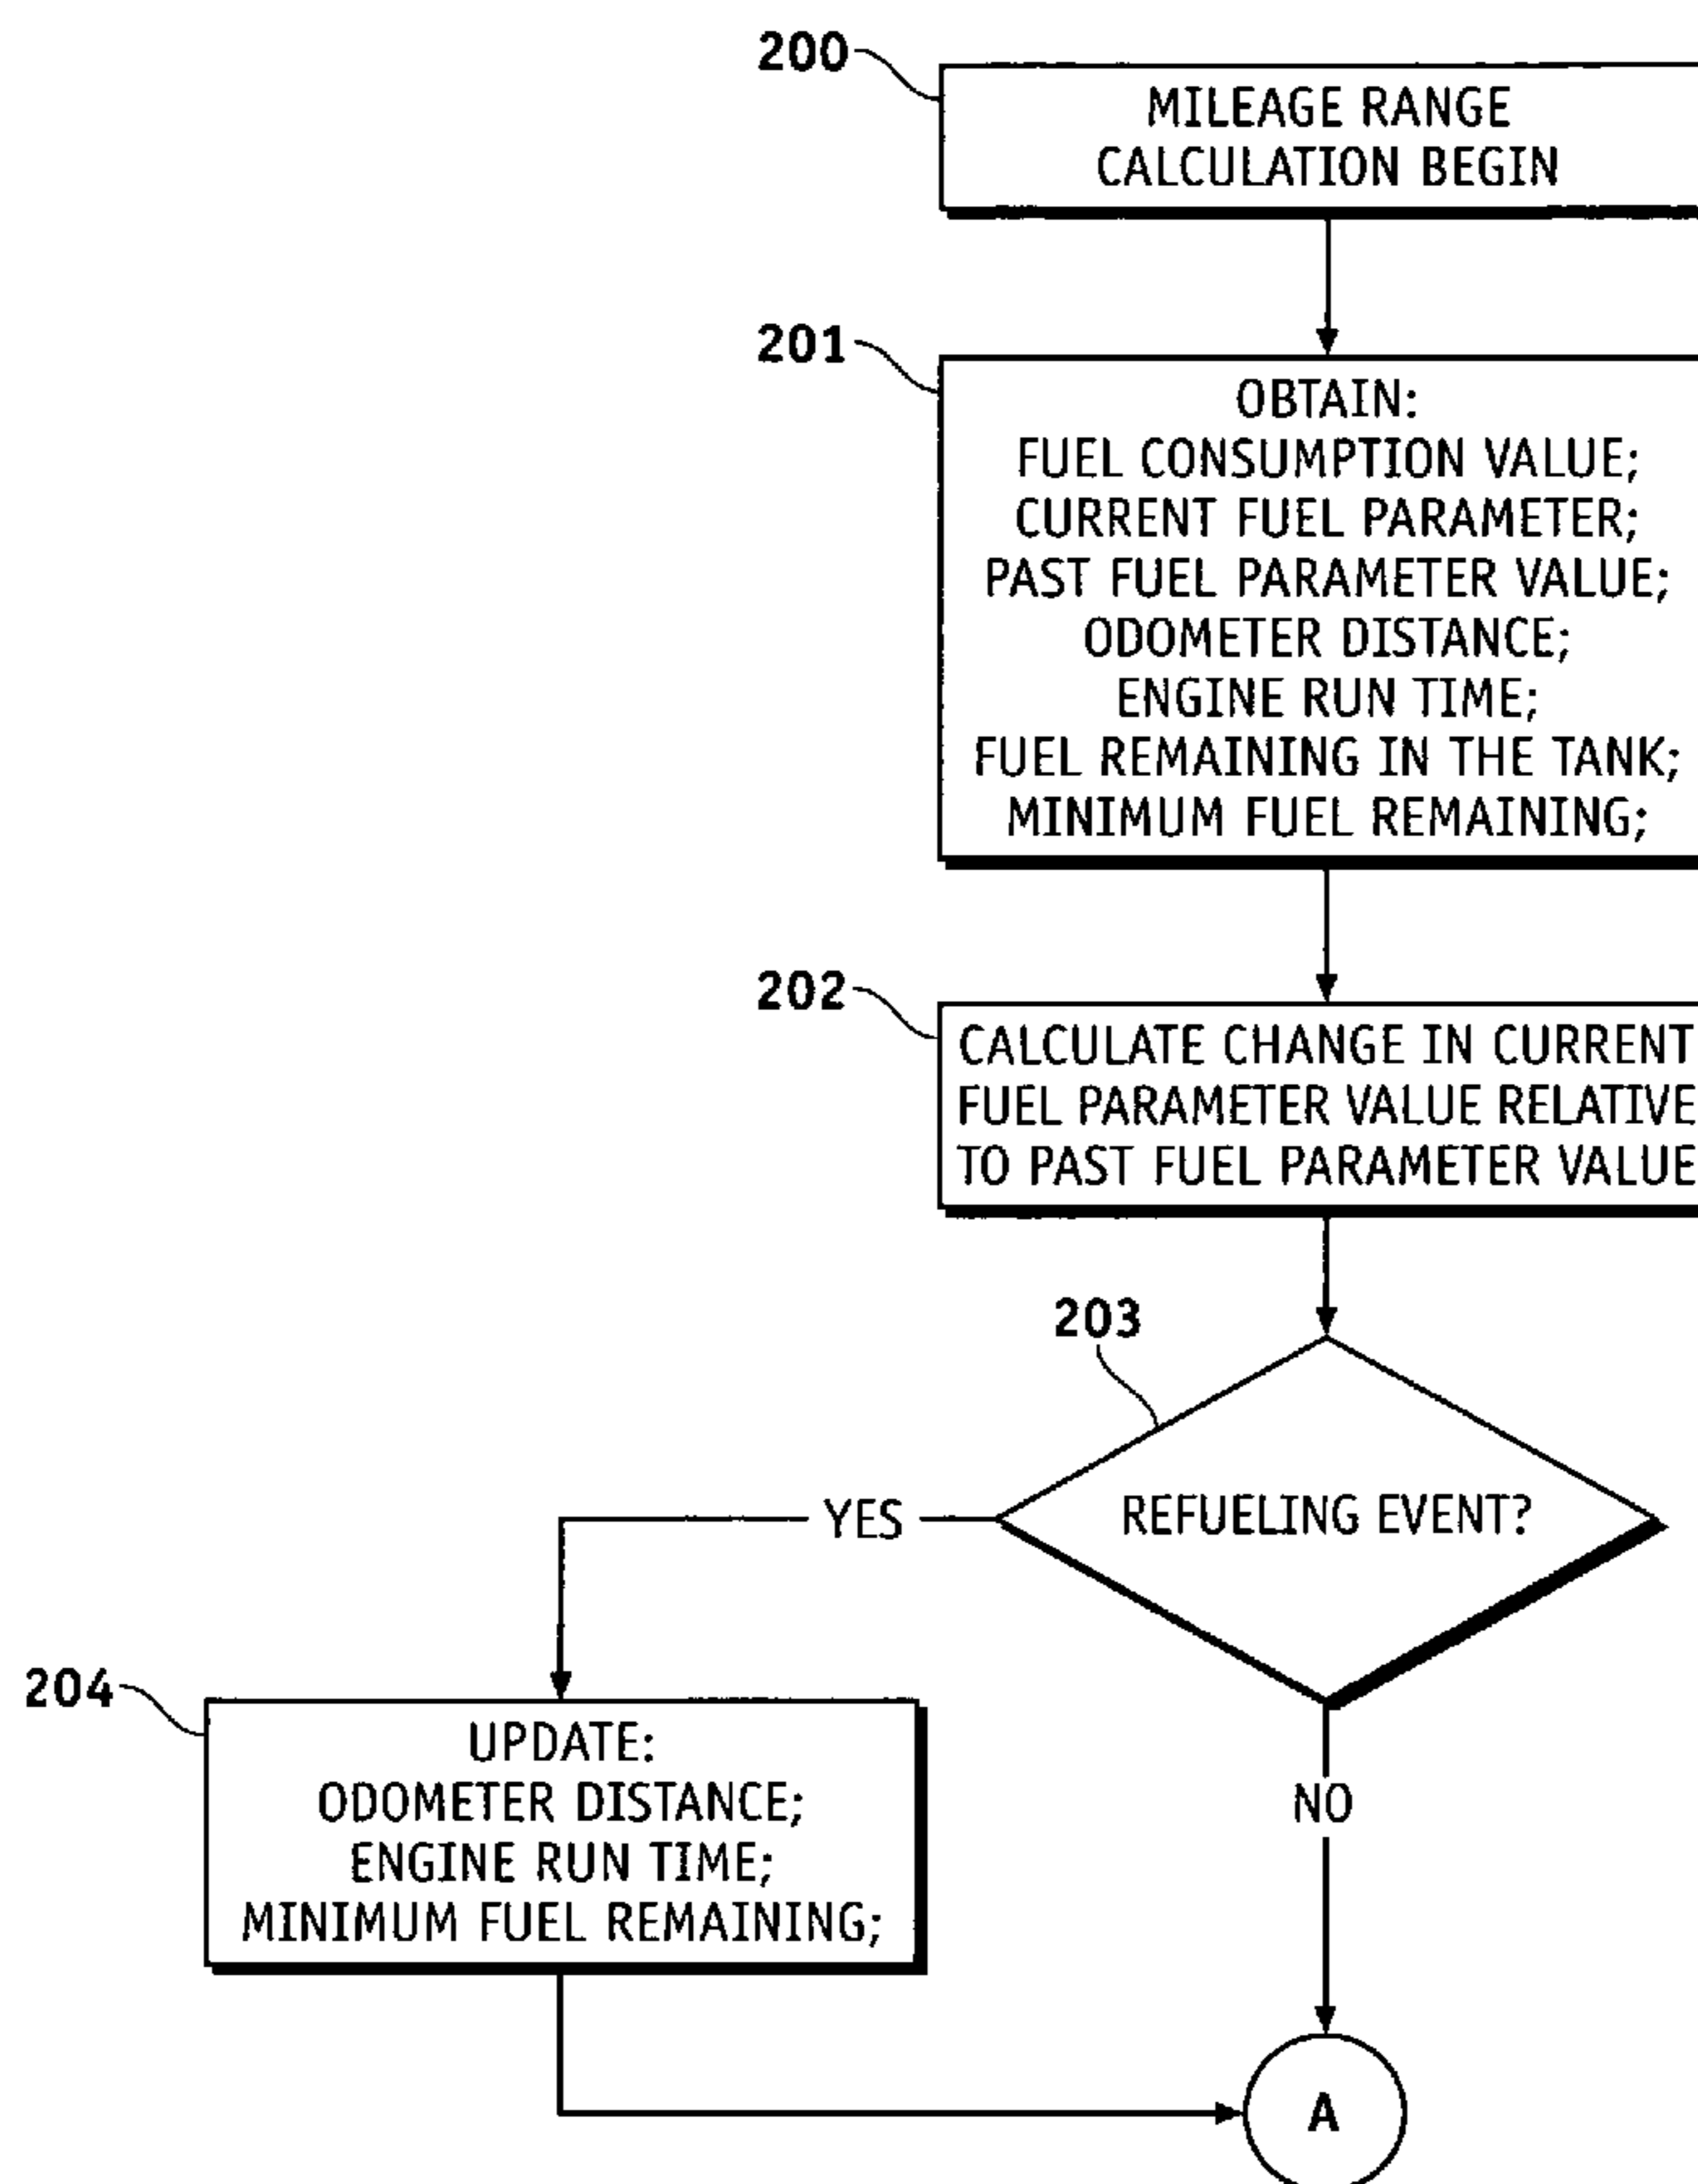 200
MILEAGE RANGE
CALCULATION BEGIN
201
OBTAIN:
FUEL CONSUMPTION VALUE;
CURRENT FUEL PARAMETER;
PAST FUEL PARAMETER VALUE;
ODOMETER DISTANCE;
ENGINE RUN TIME;
FUEL REMAINING IN THE TANK;
MINIMUM FUEL REMAINING;
202
CALCULATE CHANGE IN CURRENT
FUEL PARAMETER VALUE RELATIVE
TO PAST FUEL PARAMETER VALUE
203
REFUELING EVENT?
YES
204
UPDATE:
ODOMETER DISTANCE;
ENGINE RUN TIME;
MINIMUM FUEL REMAINING;
NO
A